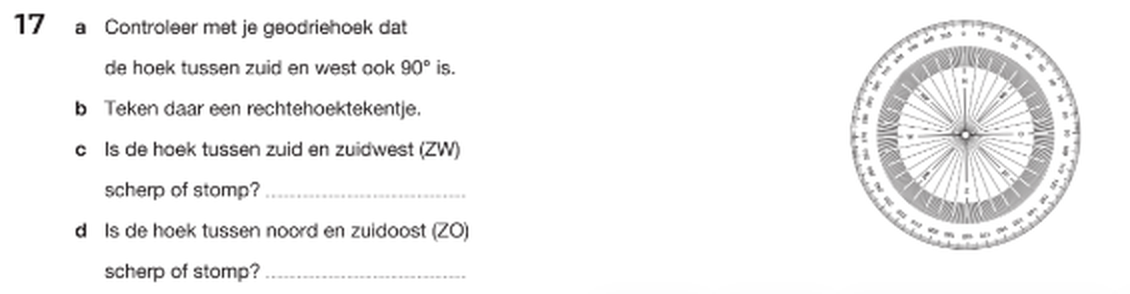 17 a Controleer met je geodriehoek dat
de hoek tussen zuid en west ook 90° is.
b Teken daar een rechtehoektekentje.
c Is de hoek tussen zuid en zuidwest (ZW)
scherp of stomp?
d Is de hoek tussen noord en zuidoost (ZO)
scherp of stomp?